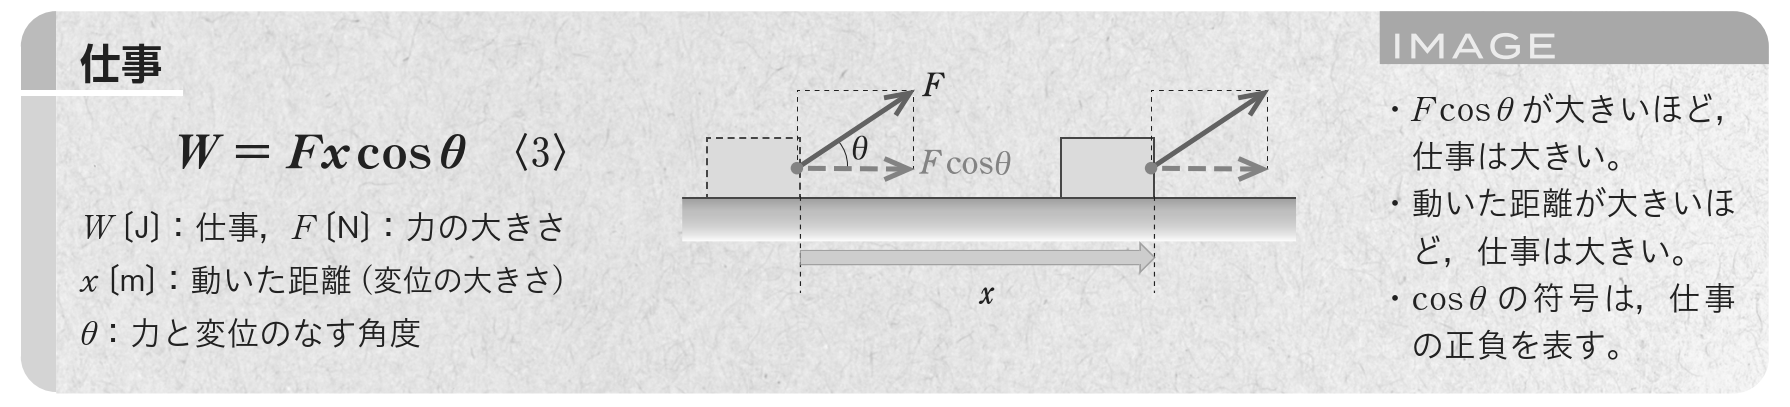 仕事
W = Fx cos θ 〈3〉
W〔J〕：仕事，F〔N〕：力の大きさ
x〔m〕：動いた距離（変位の大きさ）
θ：力と変位のなす角度
F
θ
F cosθ
x
IMAGE
・F cos θ が大きいほど，
仕事は大きい。
・動いた距離が大きいほ
ど，仕事は大きい。
・cos θ の符号は，仕事
の正負を表す。